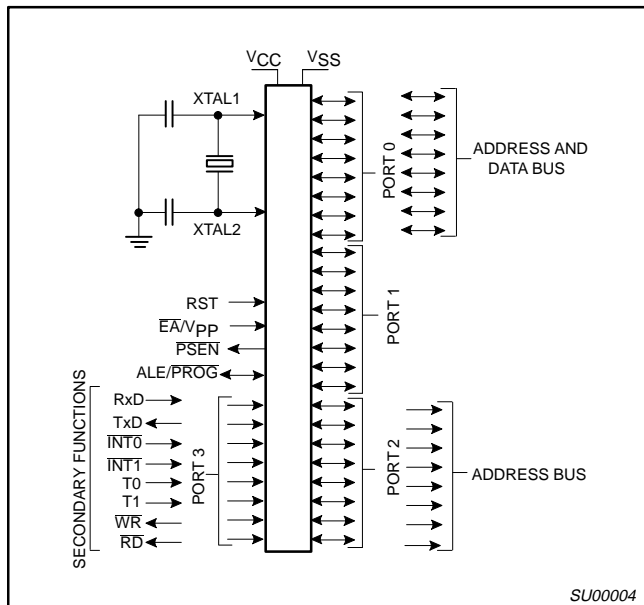 VCC VSS
XTAL1
XTAL2
PORT 0
ADDRESS AND
DATA BUS
PORT 1
RST
EA/VPP
PSEN
ALE/PROG
SECONDARY FUNCTIONS
RxD
TxD
INT0
INT1
T0
T1
WR
RD
PORT 3
PORT 2
ADDRESS BUS
SU00004